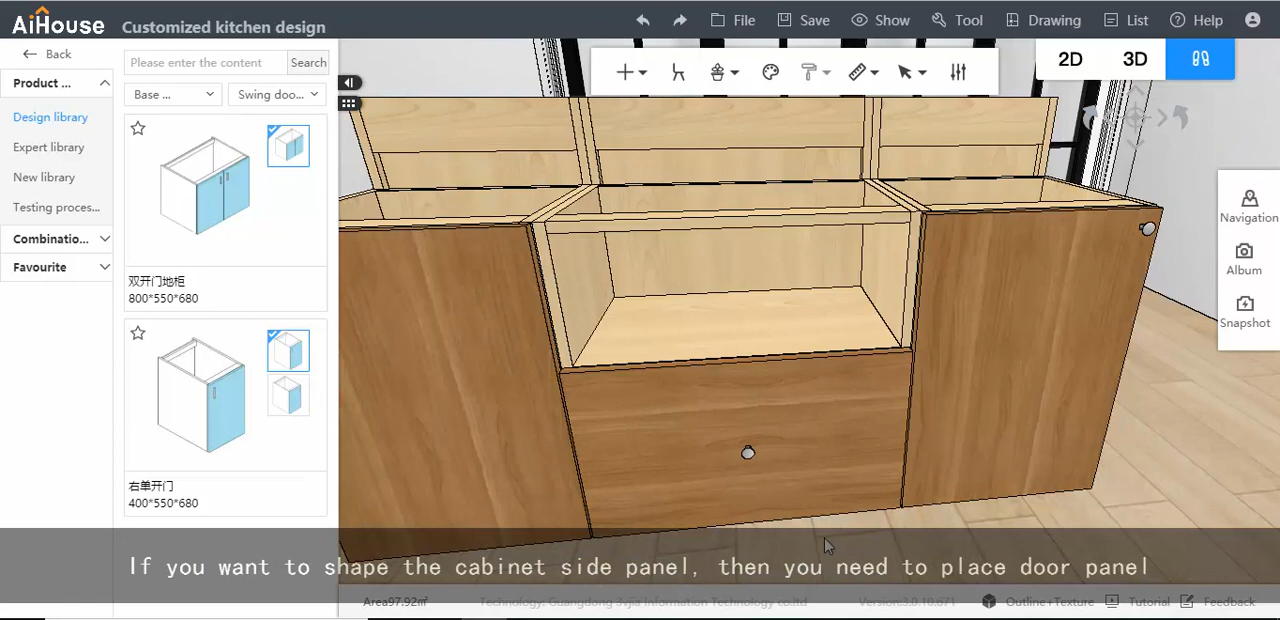 AiHouse
Customized kitchen design
File
Save
Show
Tool
Drawing
List
Help
Back
Please enter the content
Search
Product ...
Base ...
Swing doo...
Design library
Expert library
New library
Testing proces...
Combinatio...
Favourite
双开门地柜
800*550*680
右单开门
400*550*680
2D
3D
Navigation
Album
Snapshot
If you want to shape the cabinet side panel, then you need to place door panel
Area97.92㎡
Technology: Guangdong 3vjia Information Technology co.ltd
Version:3.0.10.671
Outline+Texture
Tutorial
Feedback